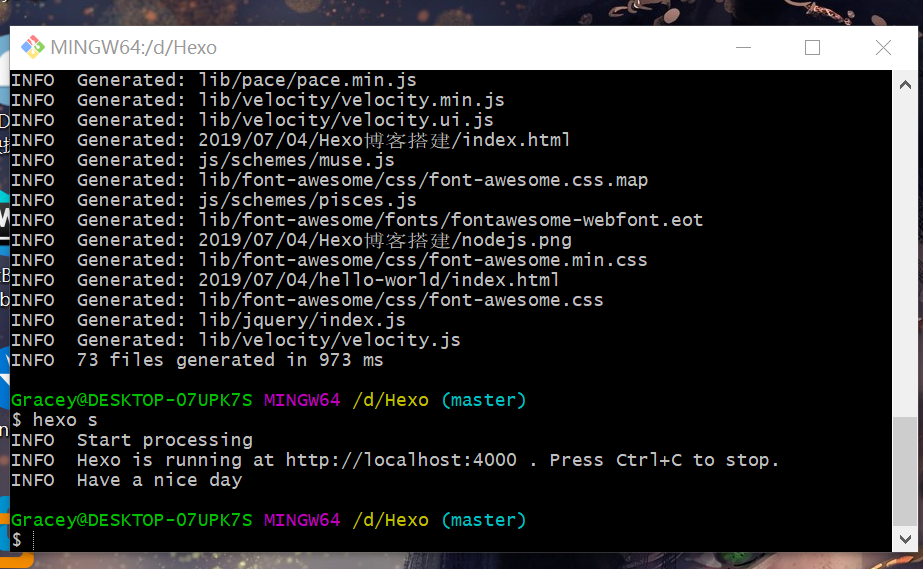 MINGW64:/d/Hexo
INFO  Generated: lib/pace/pace.min.js
INFO  Generated: lib/velocity/velocity.min.js
INFO  Generated: lib/velocity/velocity.ui.js
INFO  Generated: 2019/07/04/Hexo博客搭建/index.html
INFO  Generated: js/schemes/muse.js
INFO  Generated: lib/font-awesome/css/font-awesome.css.map
INFO  Generated: js/schemes/pisces.js
INFO  Generated: lib/font-awesome/fonts/fontawesome-webfont.eot
INFO  Generated: 2019/07/04/Hexo博客搭建/nodejs.png
INFO  Generated: lib/font-awesome/css/font-awesome.min.css
INFO  Generated: 2019/07/04/hello-world/index.html
INFO  Generated: lib/font-awesome/css/font-awesome.css
INFO  Generated: lib/jquery/index.js
INFO  Generated: lib/velocity/velocity.js
INFO  73 files generated in 973 ms
Gracey@DESKTOP-O7UPK7S MINGW64 /d/Hexo (master)
$ hexo s
INFO  Start processing
INFO  Hexo is running at http://localhost:4000 . Press Ctrl+C to stop.
INFO  Have a nice day
Gracey@DESKTOP-O7UPK7S MINGW64 /d/Hexo (master)
$